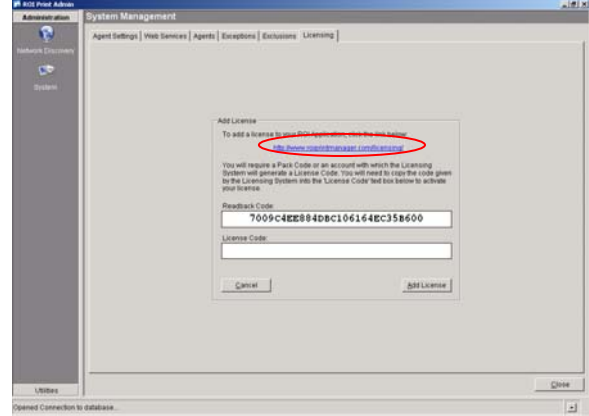 ROI Print Admin
Administration
System Management
Agent Settings
Web Services
Agents
Exceptions
Exclusions
Licensing
Network Discovery
System
Add License
To add a license to your ROI Application, click the link below:
http://www.roiprintmanager.com/licensing/
You will require a Pack Code or an account with which the Licensing
System will generate a License Code. You will need to copy the code given
by the Licensing System into the 'License Code' text box below to activate
your license.
Readback Code:
7009C4EE884DBC106164EC35B600
License Code:
Cancel
Add License
Utilities
Close
Opened Connection to database...